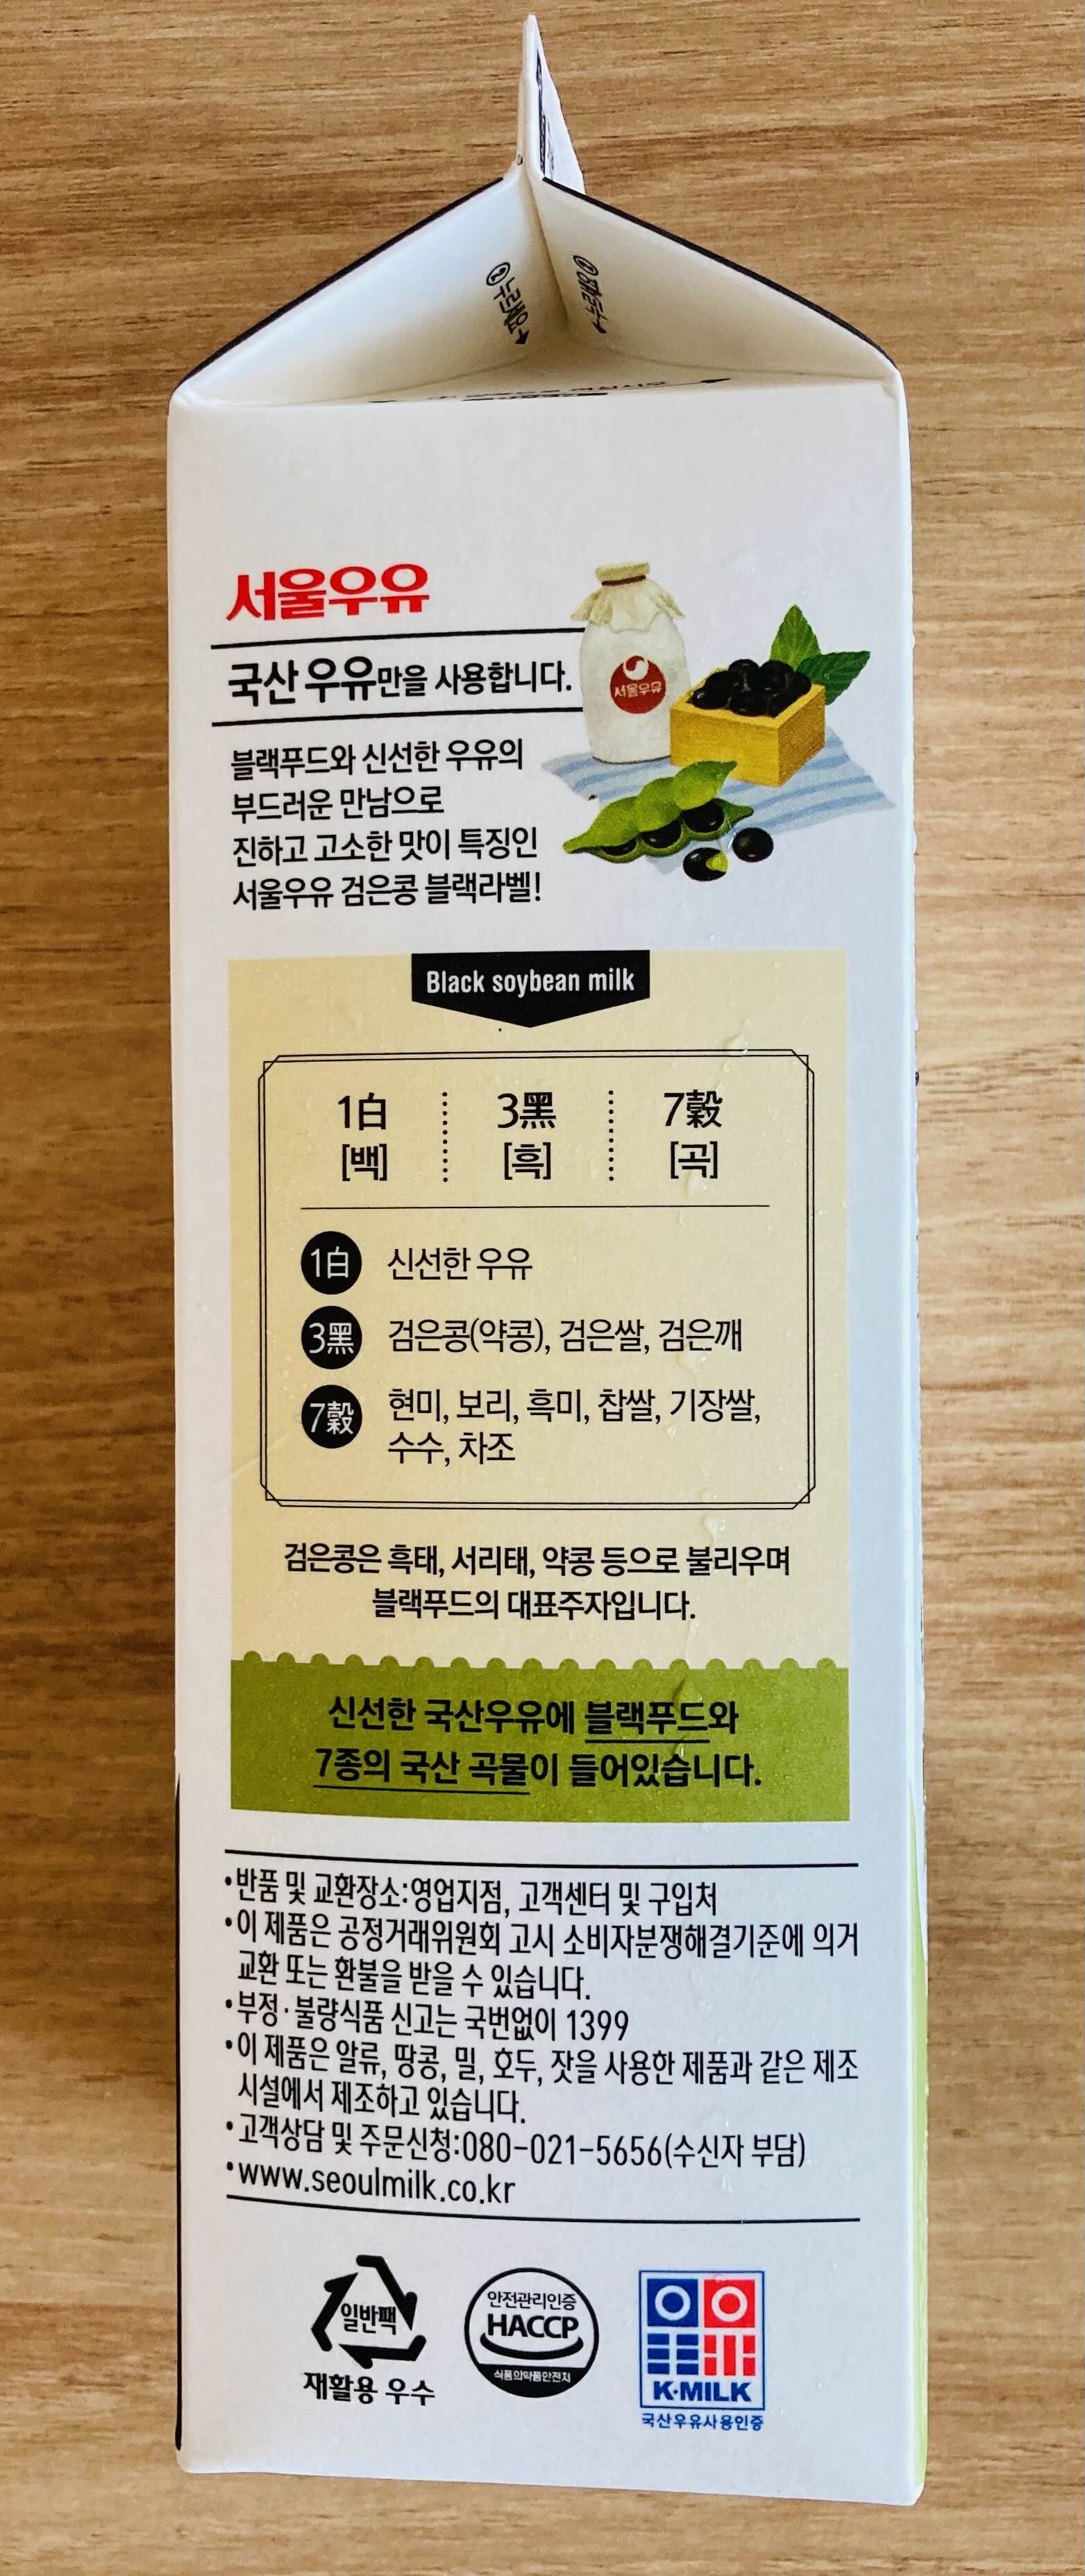 ②누르세요
서울우유
서울우유
국산 우유만을 사용합니다.
블랙푸드와 신선한 우유의
부드러운 만남으로
진하고 고소한 맛이 특징인
서울우유 검은콩 블랙라벨!
Black soybean milk
1白 3黑 7穀
[백] [흑] [곡]
1白 신선한 우유
3黑 검은콩(약콩), 검은쌀, 검은깨
7穀 현미, 보리, 흑미, 찹쌀, 기장쌀,
수수, 차조
검은콩은 흑태, 서리태, 약콩 등으로 불리우며
블랙푸드의 대표주자입니다.
신선한 국산우유에 블랙푸드와
7종의 국산 곡물이 들어있습니다.
•반품 및 교환장소:영업지점, 고객센터 및 구입처
•이 제품은 공정거래위원회 고시 소비자분쟁해결기준에 의거
교환 또는 환불을 받을 수 있습니다.
•부정·불량식품 신고는 국번없이 1399
•이 제품은 알류, 땅콩, 밀, 호두, 잣을 사용한 제품과 같은 제조
시설에서 제조하고 있습니다.
•고객상담 및 주문신청:080-021-5656(수신자 부담)
•www.seoulmilk.co.kr
일반팩
재활용 우수
안전관리인증
HACCP
식품의약품안전처
우유
K·MILK
국산우유사용인증